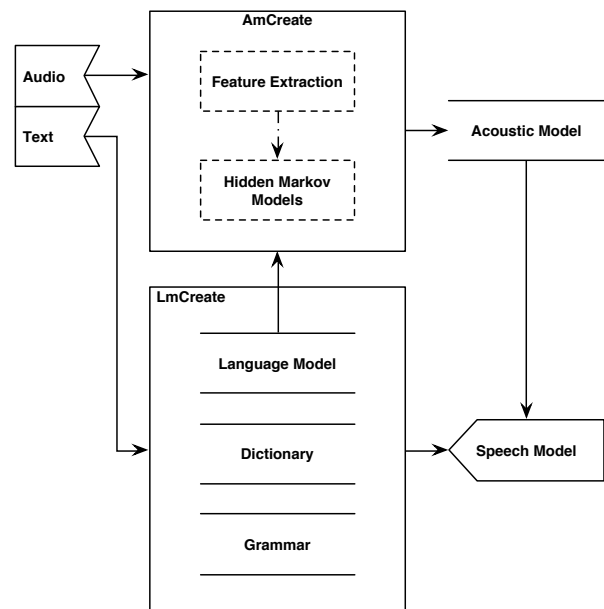 AmCreate
Audio
Feature Extraction
Text
Acoustic Model
Hidden Markov
Models
LmCreate
Language Model
Dictionary
Speech Model
Grammar